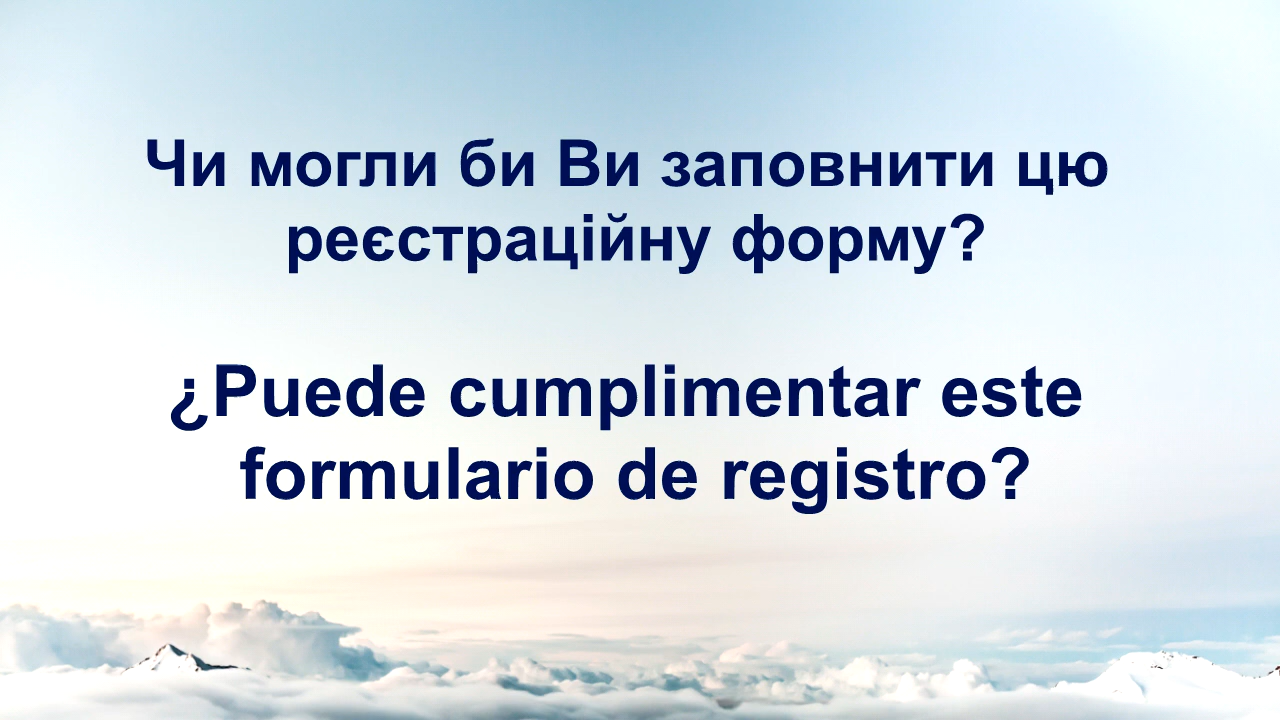 Чи могли би Ви заповнити цю
реєстраційну форму?
¿Puede cumplimentar este
formulario de registro?